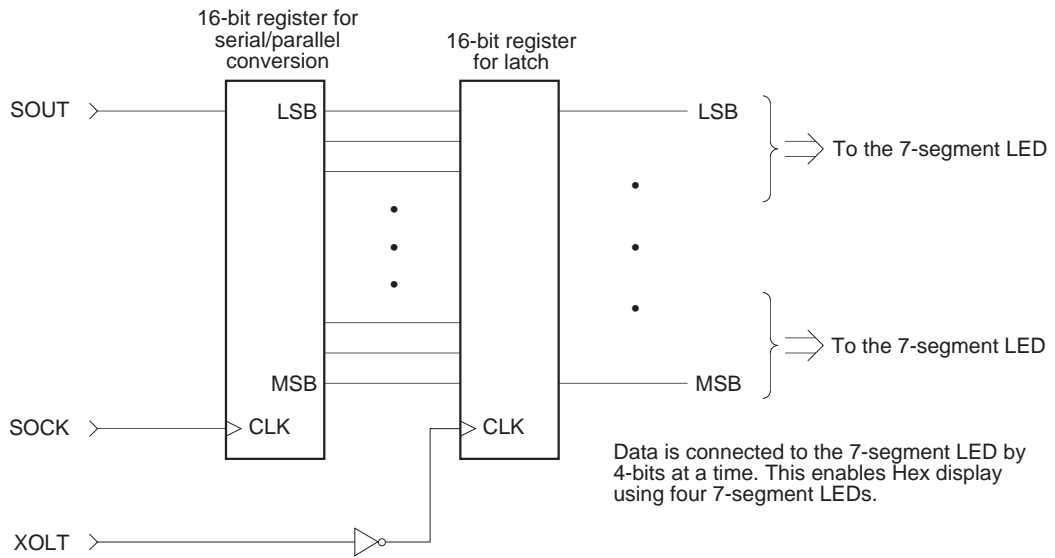 16-bit register for
serial/parallel
conversion
16-bit register
for latch
SOUT
LSB
LSB
To the 7-segment LED
To the 7-segment LED
MSB
MSB
SOCK
CLK
CLK
Data is connected to the 7-segment LED by
4-bits at a time. This enables Hex display
using four 7-segment LEDs.
XOLT